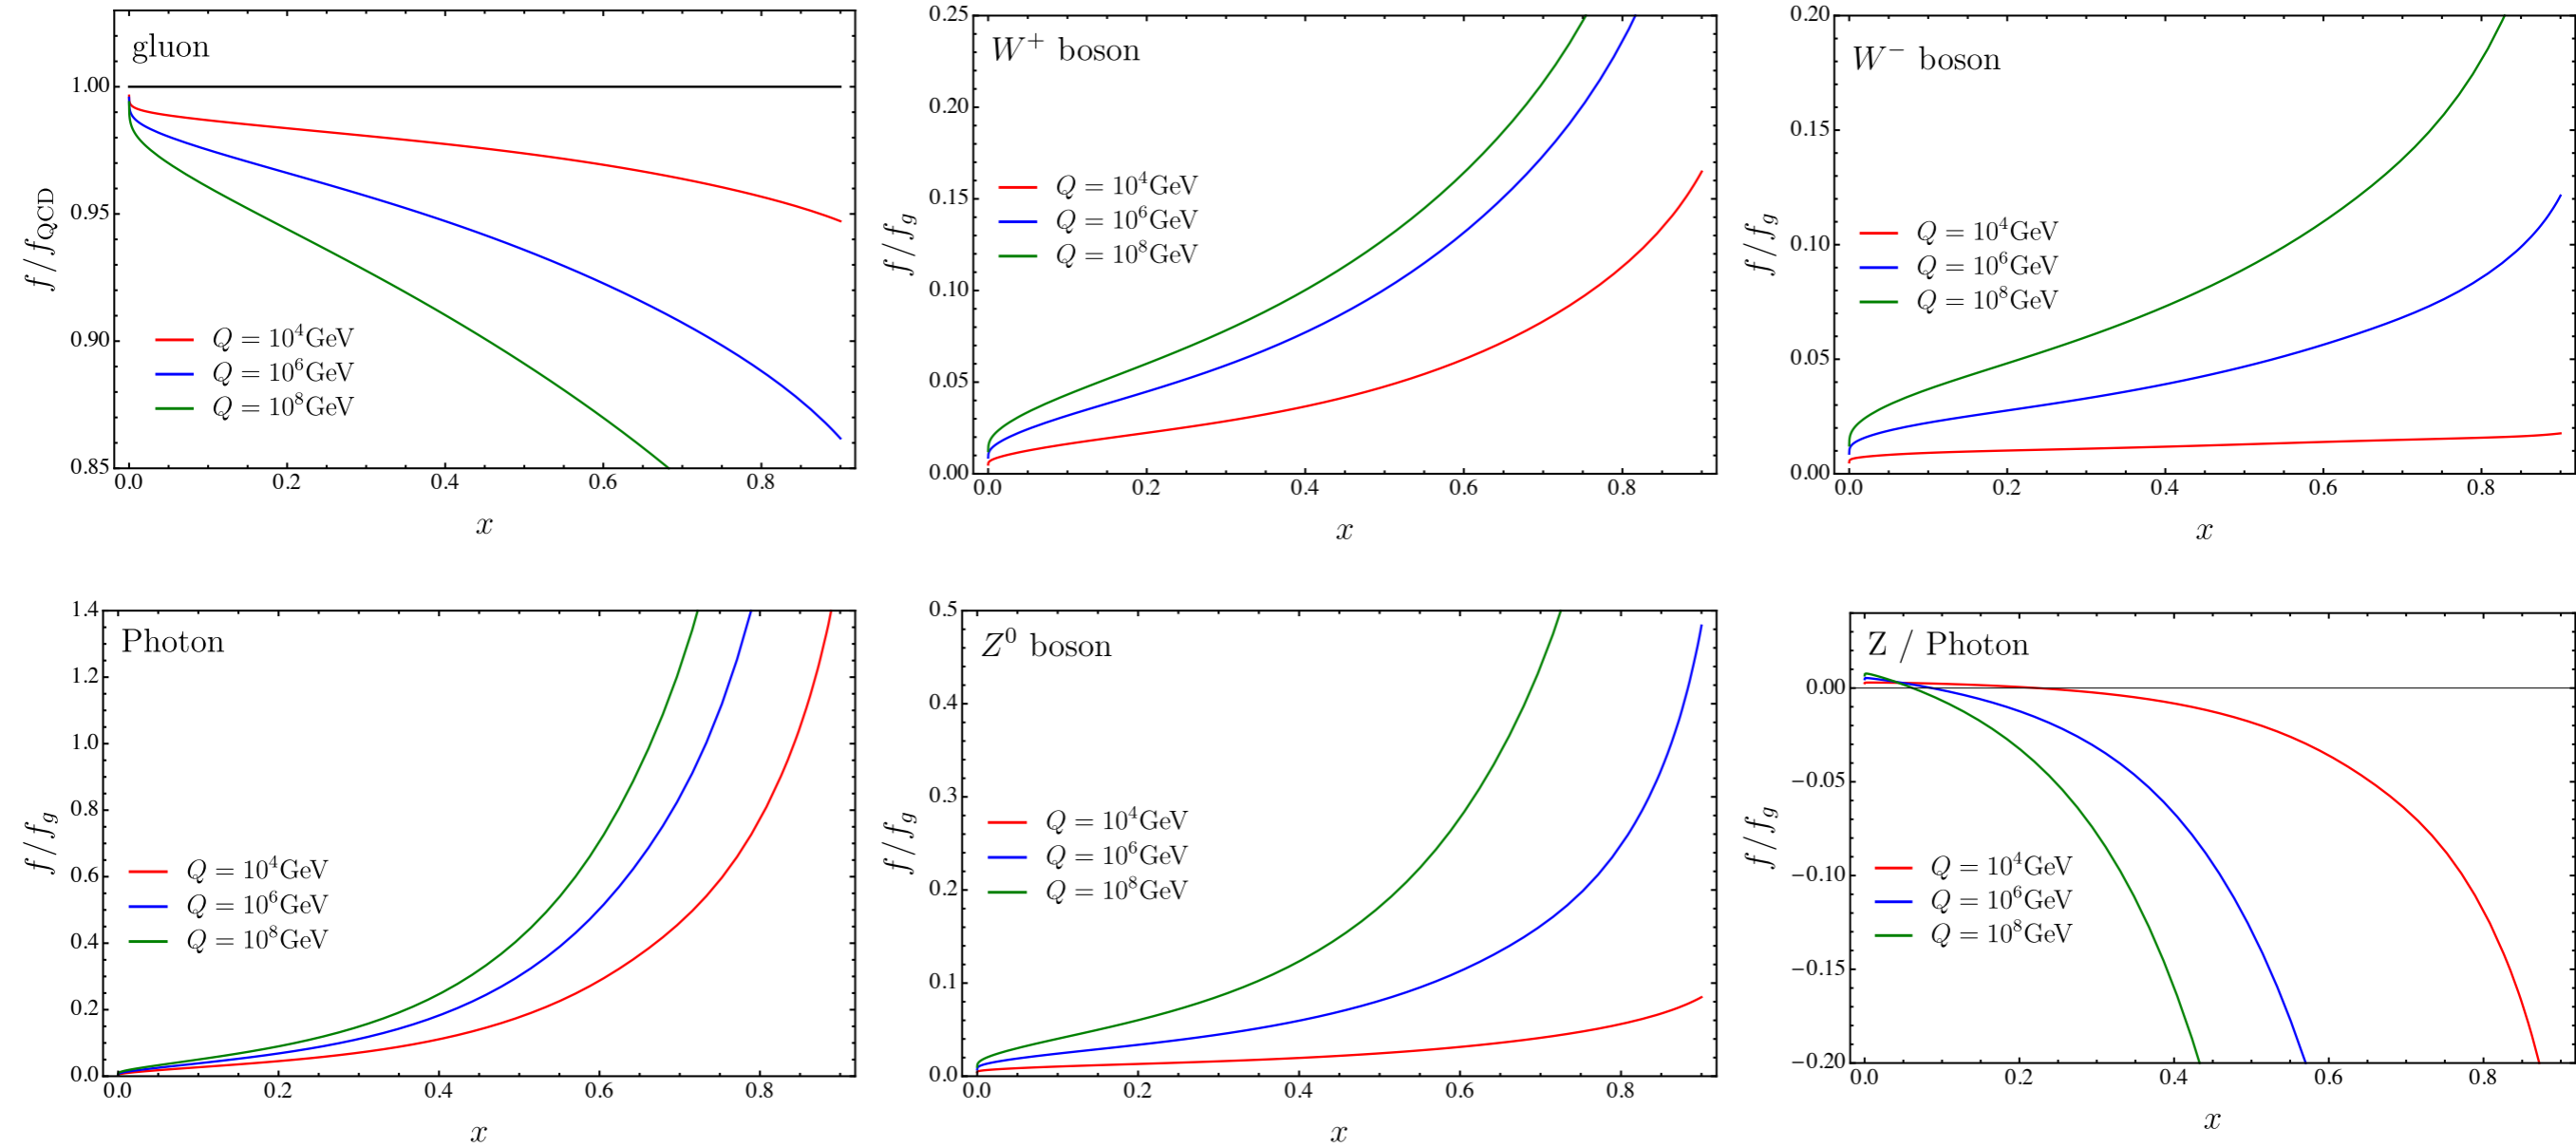 gluon
f/f_QCD
1.00
0.95
0.90
0.85
Q = 10^4GeV
Q = 10^6GeV
Q = 10^8GeV
0.0 0.2 0.4 0.6 0.8
x
W^+ boson
f/f_g
0.25
0.20
0.15
0.10
0.05
0.00
Q = 10^4GeV
Q = 10^6GeV
Q = 10^8GeV
0.0 0.2 0.4 0.6 0.8
x
W^− boson
f/f_g
0.20
0.15
0.10
0.05
0.00
Q = 10^4GeV
Q = 10^6GeV
Q = 10^8GeV
0.0 0.2 0.4 0.6 0.8
x
Photon
f/f_g
1.4
1.2
1.0
0.8
0.6
0.4
0.2
0.0
Q = 10^4GeV
Q = 10^6GeV
Q = 10^8GeV
0.0 0.2 0.4 0.6 0.8
x
Z^0 boson
f/f_g
0.5
0.4
0.3
0.2
0.1
0.0
Q = 10^4GeV
Q = 10^6GeV
Q = 10^8GeV
0.0 0.2 0.4 0.6 0.8
x
Z / Photon
f/f_g
0.00
−0.05
−0.10
−0.15
−0.20
Q = 10^4GeV
Q = 10^6GeV
Q = 10^8GeV
0.0 0.2 0.4 0.6 0.8
x